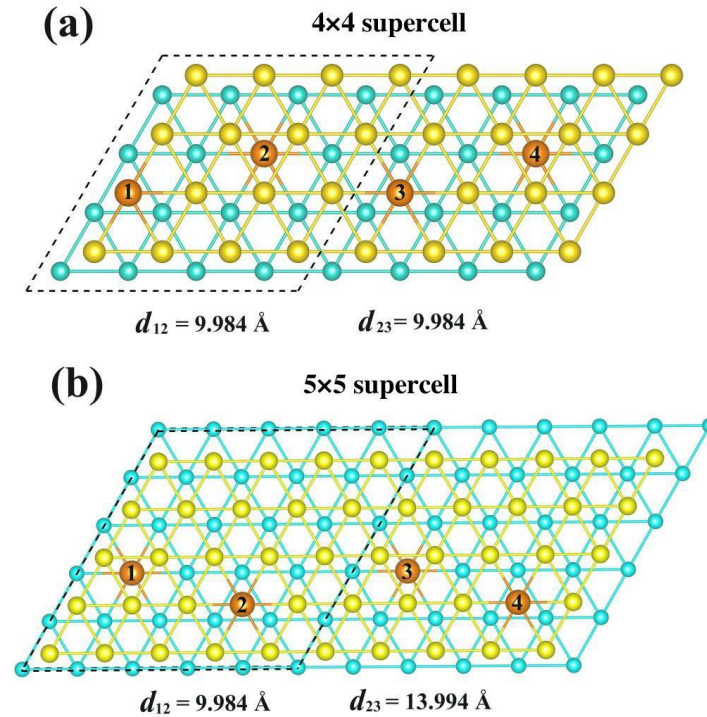 (a) 4×4 supercell
2 4
1 3
d12 = 9.984 Å d23= 9.984 Å
(b) 5×5 supercell
1 3
2 4
d12 = 9.984 Å d23 = 13.994 Å